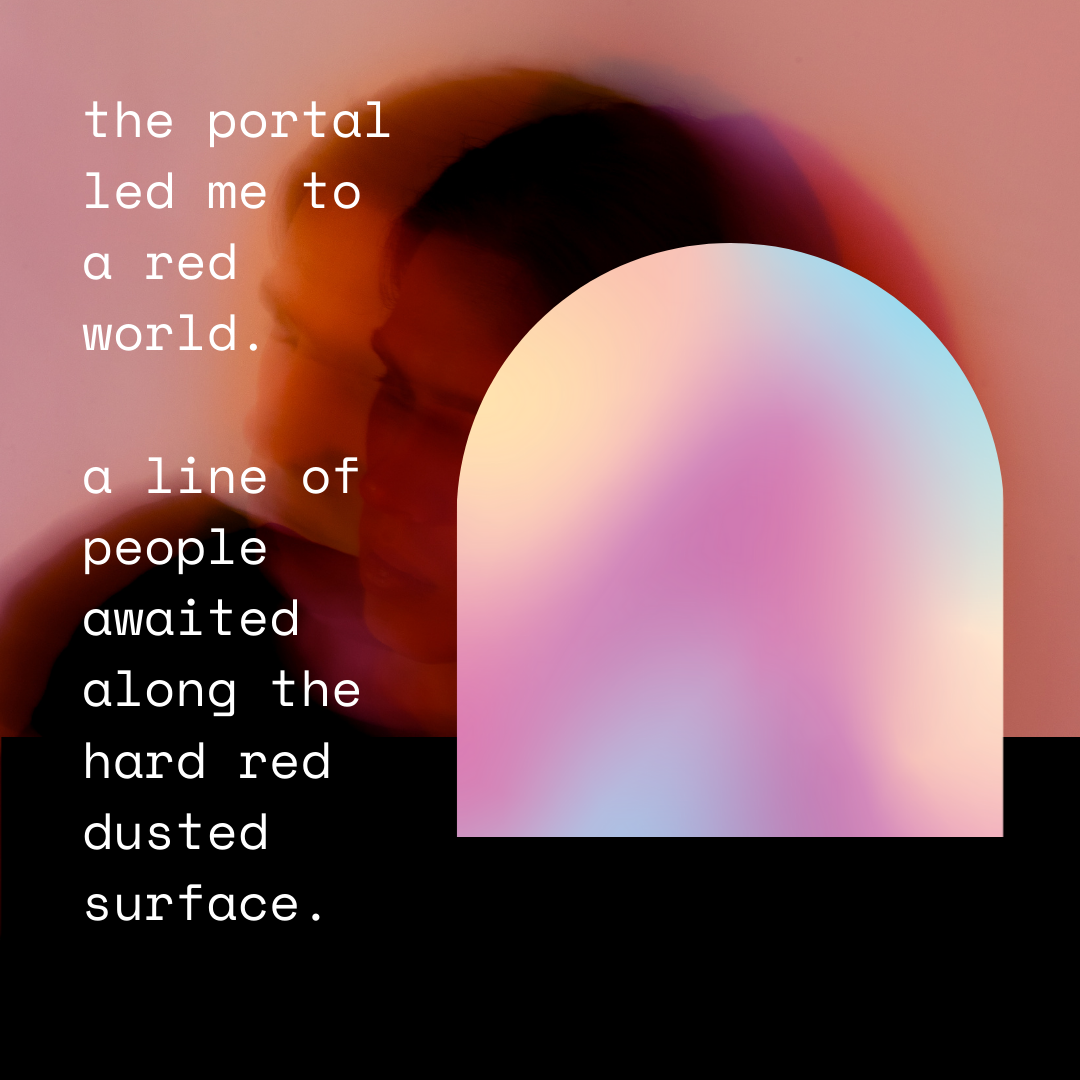 the portal
led me to
a red
world.
a line of
people
awaited
along the
hard red
dusted
surface.